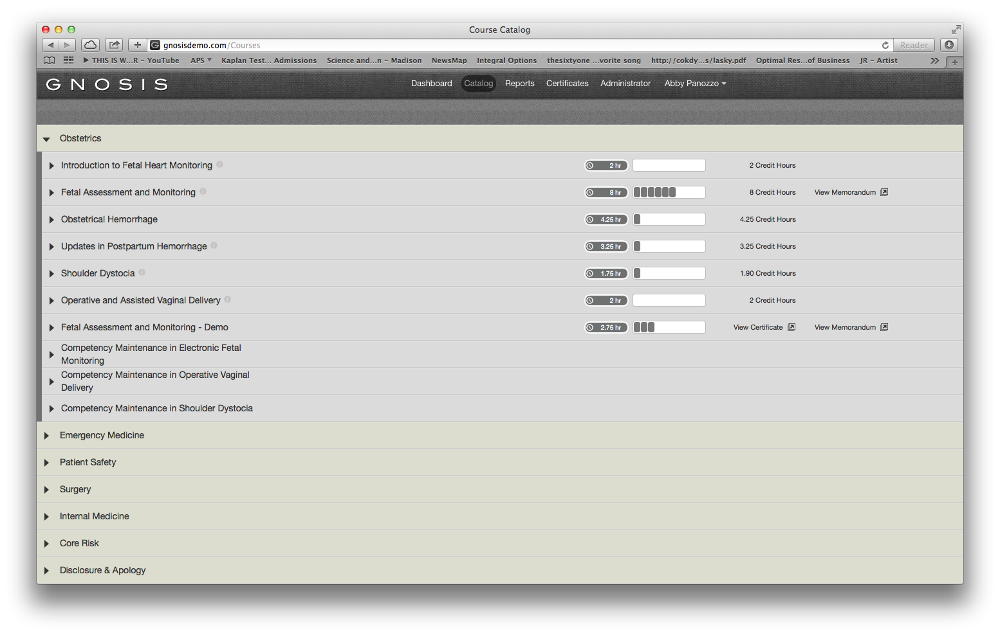 Course Catalog
gnosisdemo.com/Courses
Reader
THIS IS W...R – YouTube APS Kaplan Test... Admissions Science and...n – Madison NewsMap Integral Options thesixtyone ...vorite song http://cokdy...s/lasky.pdf Optimal Res...of Business JR – Artist
GNOSIS Dashboard Catalog Reports Certificates Administrator Abby Panozzo
Obstetrics
Introduction to Fetal Heart Monitoring 2 hr 2 Credit Hours
Fetal Assessment and Monitoring 8 hr 8 Credit Hours View Memorandum
Obstetrical Hemorrhage 4.25 hr 4.25 Credit Hours
Updates in Postpartum Hemorrhage 3.25 hr 3.25 Credit Hours
Shoulder Dystocia 1.75 hr 1.90 Credit Hours
Operative and Assisted Vaginal Delivery 2 hr 2 Credit Hours
Fetal Assessment and Monitoring - Demo 2.75 hr View Certificate View Memorandum
Competency Maintenance in Electronic Fetal
Monitoring
Competency Maintenance in Operative Vaginal
Delivery
Competency Maintenance in Shoulder Dystocia
Emergency Medicine
Patient Safety
Surgery
Internal Medicine
Core Risk
Disclosure & Apology